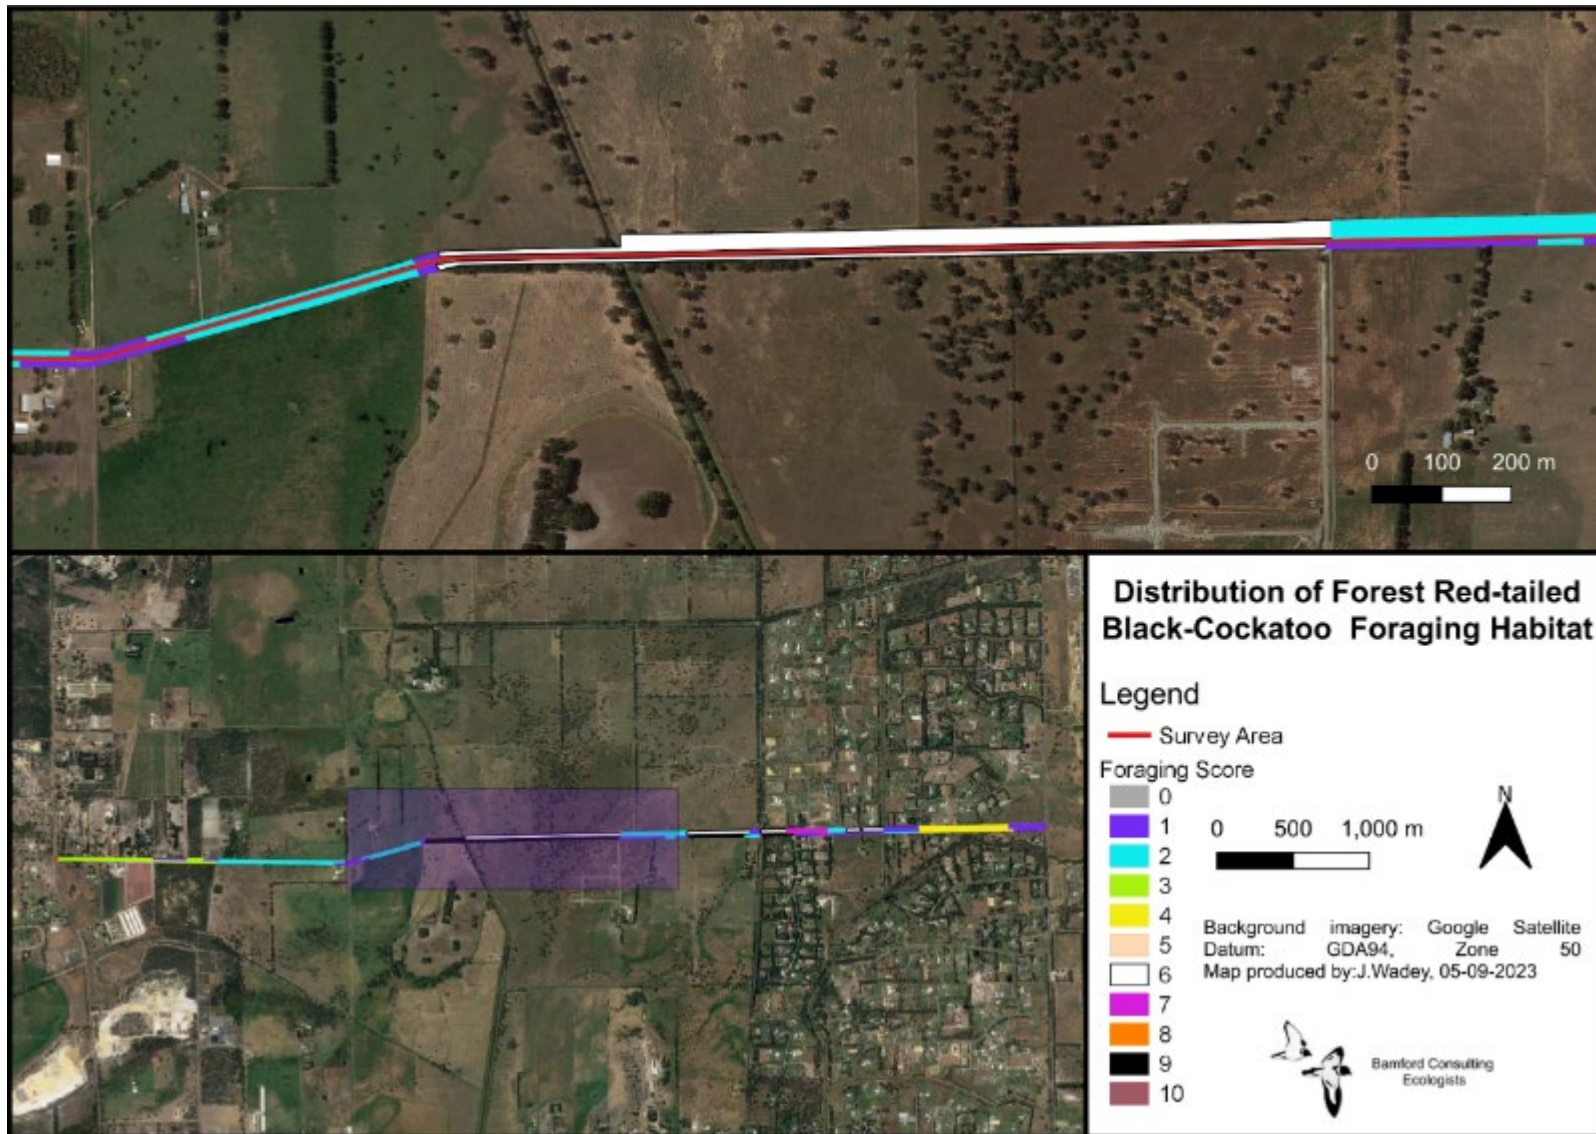 0 100 200 m
Distribution of Forest Red-tailed
Black-Cockatoo Foraging Habitat
Legend
Survey Area
Foraging Score
0
1
2
3
4
5
6
7
8
9
10
N
0 500 1,000 m
Background imagery: Google Satellite
Datum: GDA94, Zone 50
Map produced by:J.Wadey, 05-09-2023
Bamford Consulting
Ecologists